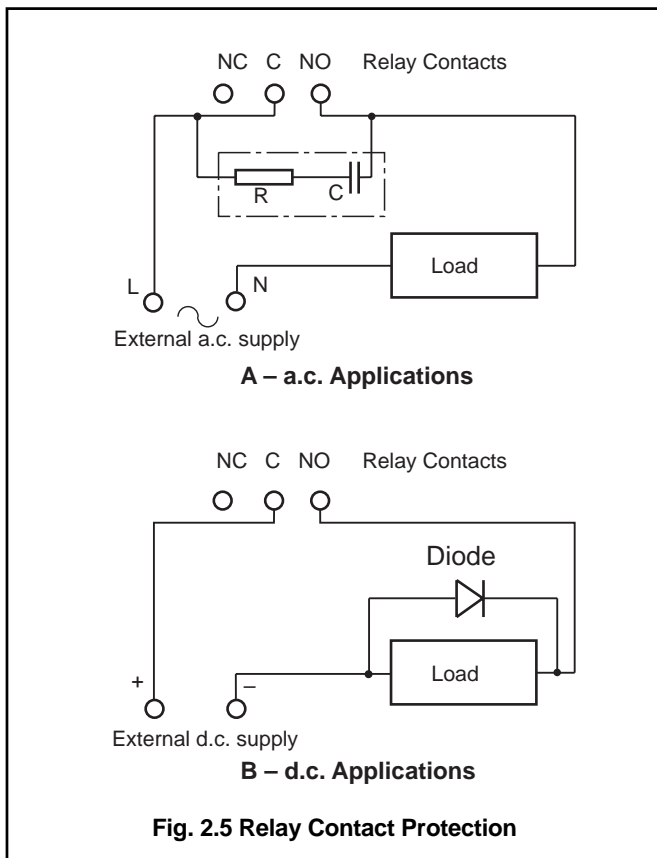 NC C NO Relay Contacts
R C
Load
L N
External a.c. supply
A – a.c. Applications
NC C NO Relay Contacts
Diode
Load
+ –
External d.c. supply
B – d.c. Applications
Fig. 2.5 Relay Contact Protection